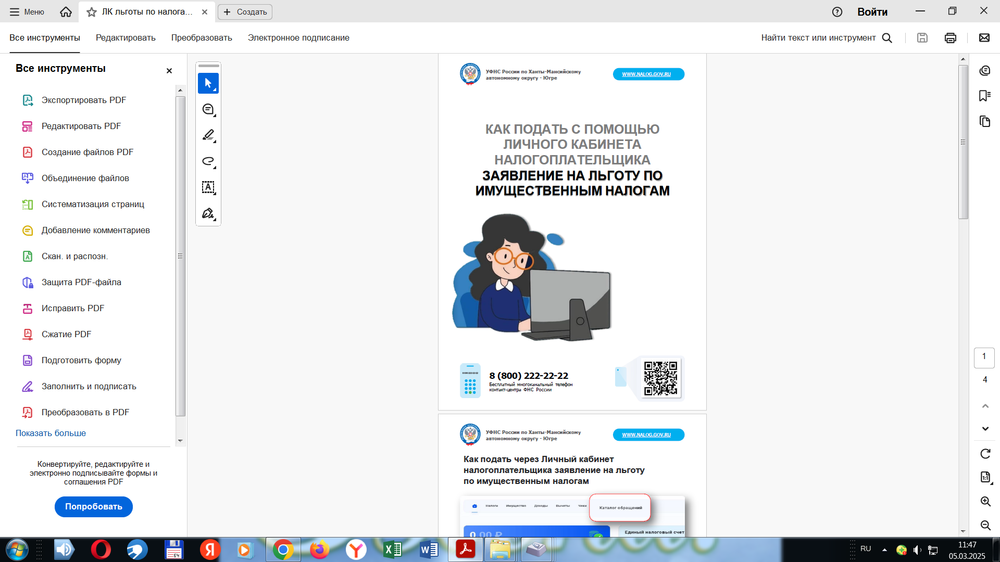 Меню
ЛК льготы по налога...
Создать
Войти
Все инструменты
Редактировать
Преобразовать
Электронное подписание
Найти текст или инструмент
Все инструменты
Экспортировать PDF
Редактировать PDF
Создание файлов PDF
Объединение файлов
Систематизация страниц
Добавление комментариев
Скан. и распозн.
Защита PDF-файла
Исправить PDF
Сжатие PDF
Подготовить форму
Заполнить и подписать
Преобразовать в PDF
Показать больше
Конвертируйте, редактируйте и
электронно подписывайте формы и
соглашения PDF
Попробовать
УФНС России по Ханты-Мансийскому
автономному округу - Югре
WWW.NALOG.GOV.RU
КАК ПОДАТЬ С ПОМОЩЬЮ
ЛИЧНОГО КАБИНЕТА
НАЛОГОПЛАТЕЛЬЩИКА
ЗАЯВЛЕНИЕ НА ЛЬГОТУ ПО
ИМУЩЕСТВЕННЫМ НАЛОГАМ
8 800 222-22-22
8 (800) 222-22-22
Бесплатный многоканальный телефон
контакт-центра ФНС России
УФНС России по Ханты-Мансийскому
автономному округу - Югре
WWW.NALOG.GOV.RU
Как подать через Личный кабинет
налогоплательщика заявление на льготу
по имущественным налогам
Налоги
Имущество
Доходы
Вычеты
Чеки
Каталог обращений
0,00 ₽
Единый налоговый счет
1
4
RU
11:47
05.03.2025